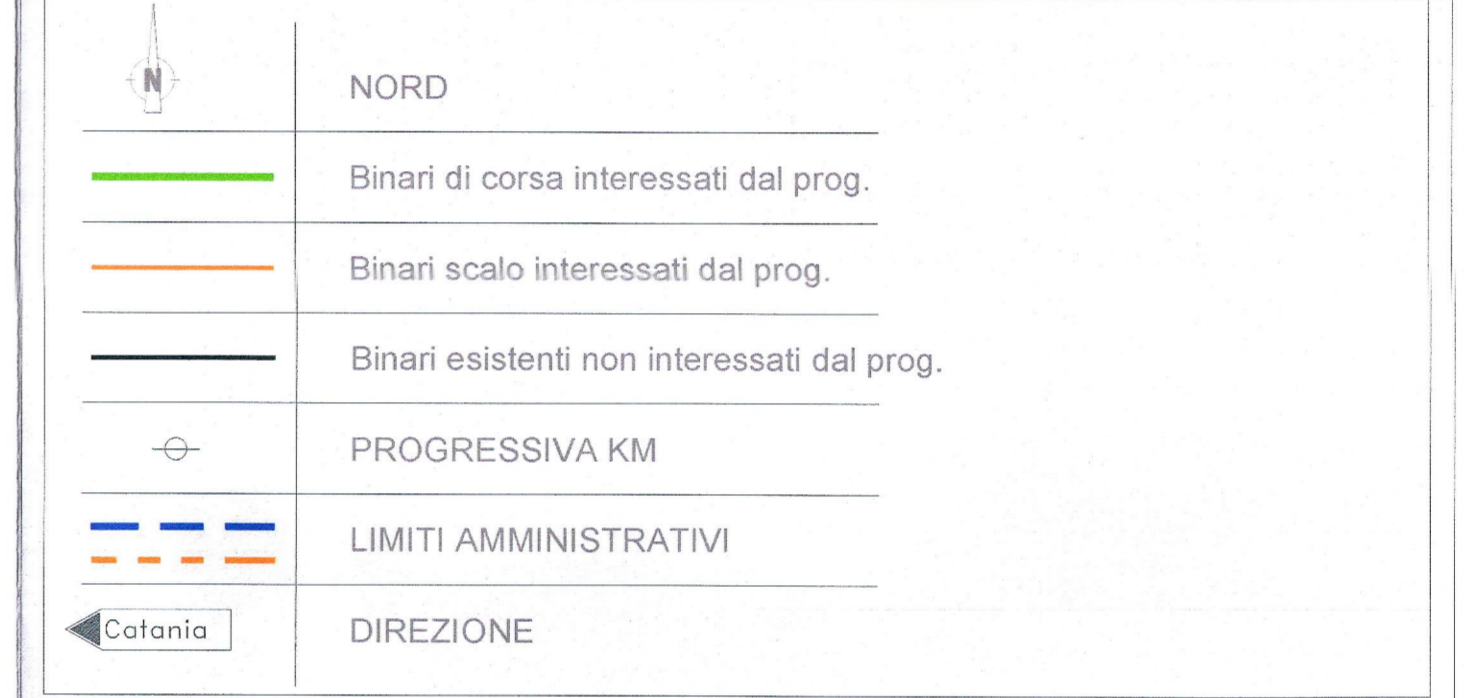 N
NORD
Binari di corsa interessati dal prog.
Binari scalo interessati dal prog.
Binari esistenti non interessati dal prog.
PROGRESSIVA KM
LIMITI AMMINISTRATIVI
Catania
DIREZIONE